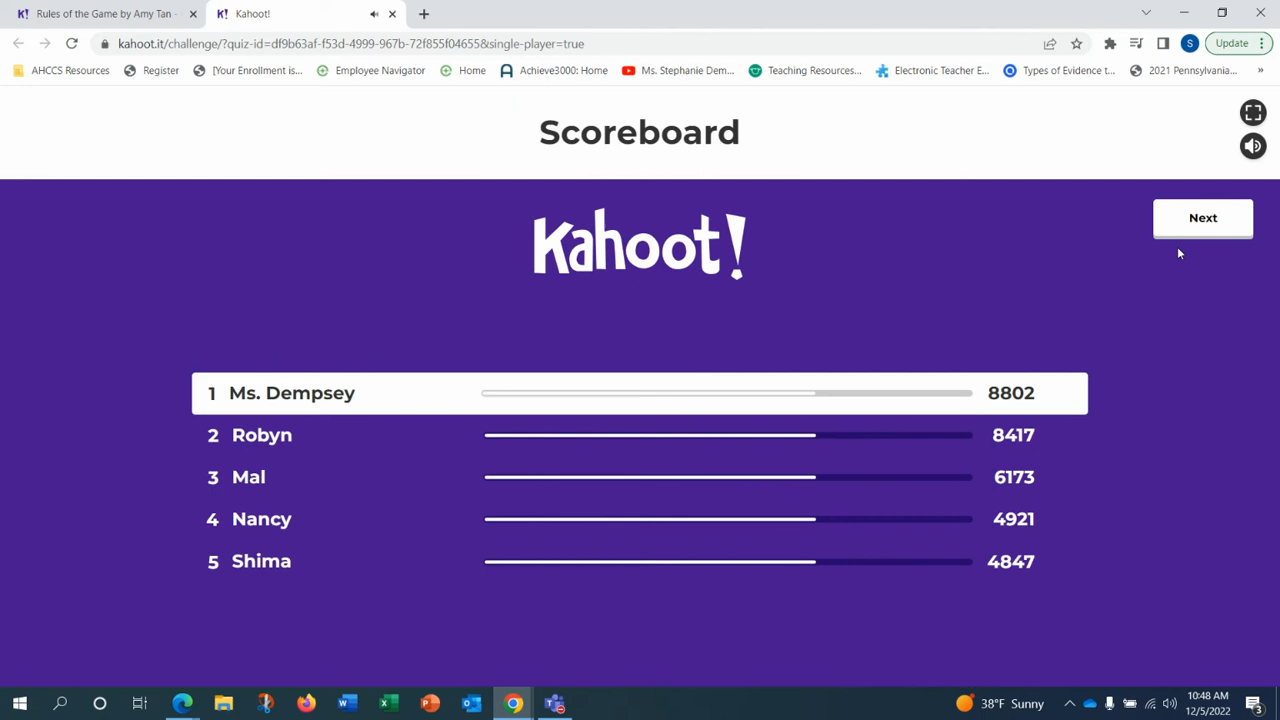 K! Rules of the Game by Amy Tan -
K! Kahoot!
kahoot.it/challenge/?quiz-id=df9b63af-f53d-4999-967b-72f855f04655&single-player=true
S
Update
AHCCS Resources
Register
[Your Enrollment is...
Employee Navigator
Home
Achieve3000: Home
Ms. Stephanie Dem...
Teaching Resources...
Electronic Teacher E...
Types of Evidence t...
2021 Pennsylvania...
»
Scoreboard
Next
Kahoot!
1 Ms. Dempsey 8802
2 Robyn 8417
3 Mal 6173
4 Nancy 4921
5 Shima 4847
38°F Sunny
10:48 AM
12/5/2022
3